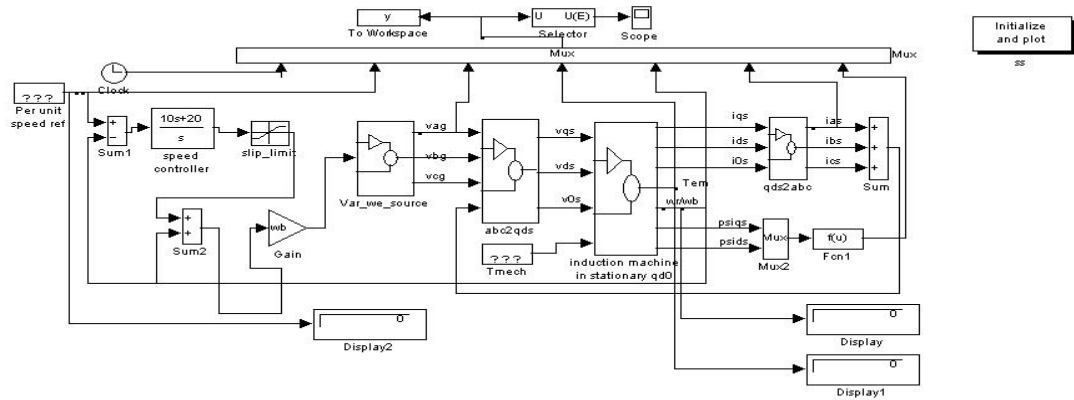 y
To Workspace
U U(E)
Selector
Scope
Initialize
and plot
ss
Mux
Mux
Clock
? ? ?
Per unit
speed ref
+
−
Sum1
10s+20
s
speed
controller
slip_limit
vag
vbg
vcg
Var_we_source
abc2qds
vqs
vds
v0s
iqs
ids
i0s
Tem
wr/wb
psiqs
psids
induction machine
in stationary qd0
ias
ibs
ics
qds2abc
+
+
+
Sum
+
+
Sum2
wb
Gain
? ? ?
Tmech
Mux
Mux2
f(u)
Fcn1
0
Display2
0
Display
0
Display1